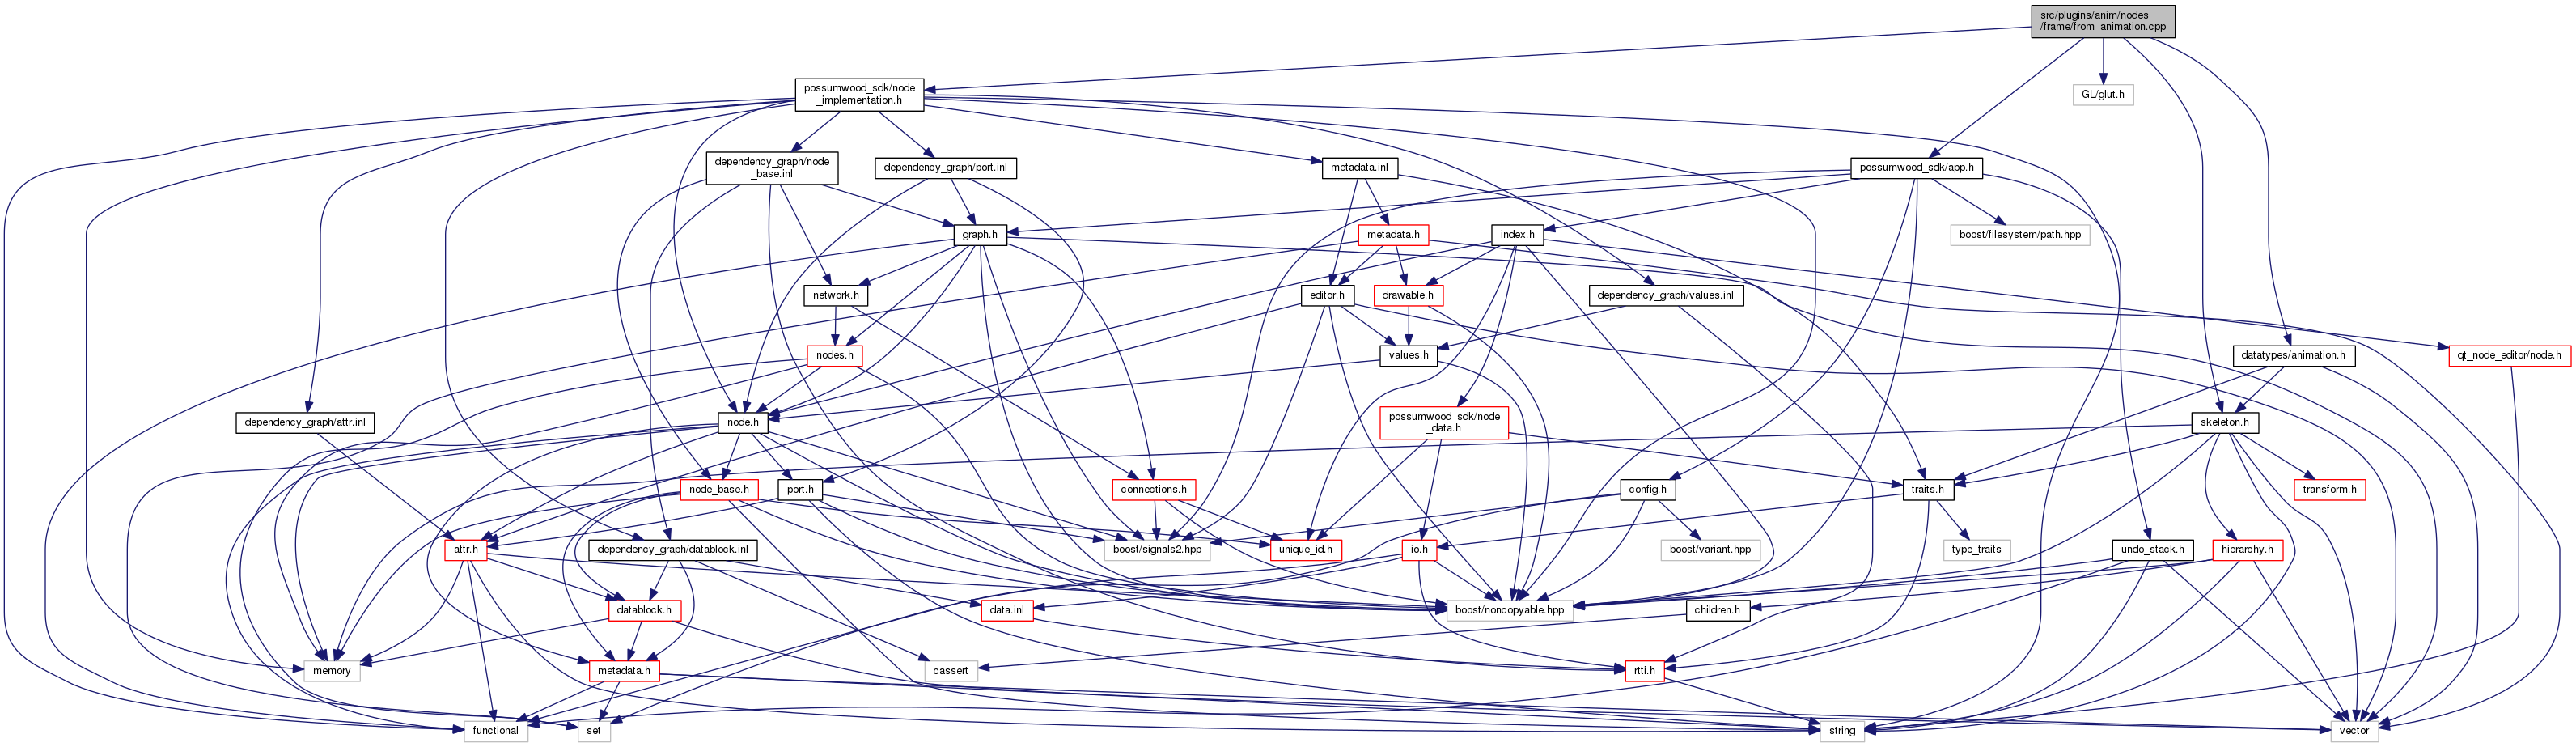 src/plugins/anim/nodes
/frame/from_animation.cpp
possumwood_sdk/node
_implementation.h
GL/glut.h
dependency_graph/node
_base.inl
dependency_graph/port.inl
metadata.inl
possumwood_sdk/app.h
graph.h
metadata.h
index.h
boost/filesystem/path.hpp
network.h
editor.h
drawable.h
dependency_graph/values.inl
nodes.h
values.h
datatypes/animation.h
qt_node_editor/node.h
dependency_graph/attr.inl
node.h
possumwood_sdk/node
_data.h
skeleton.h
node_base.h
port.h
connections.h
config.h
traits.h
transform.h
attr.h
dependency_graph/datablock.inl
boost/signals2.hpp
unique_id.h
io.h
boost/variant.hpp
type_traits
undo_stack.h
hierarchy.h
datablock.h
data.inl
boost/noncopyable.hpp
children.h
memory
metadata.h
cassert
rtti.h
functional
set
string
vector